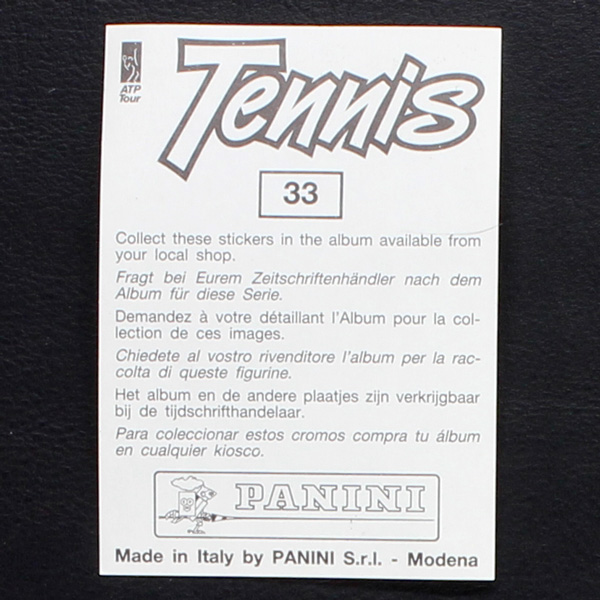 ATP
Tour
Tennis
33
Collect these stickers in the album available from
your local shop.
Fragt bei Eurem Zeitschriftenhändler nach dem
Album für diese Serie.
Demandez à votre détaillant l'Album pour la col-
lection de ces images.
Chiedete al vostro rivenditore l'album per la rac-
colta di queste figurine.
Het album en de andere plaatjes zijn verkrijgbaar
bij de tijdschrifthandelaar.
Para coleccionar estos cromos compra tu álbum
en cualquier kiosco.
PANINI
Made in Italy by PANINI S.r.l. - Modena